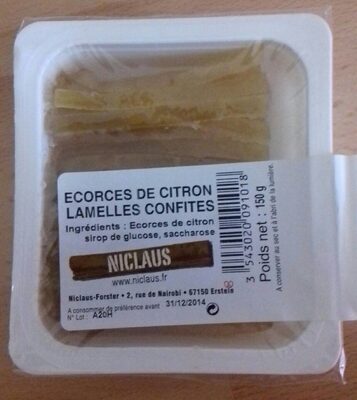 ECORCES DE CITRON
LAMELLES CONFITES
Ingrédients : Ecorces de citron
sirop de glucose, saccharose
NICLAUS
www.niclaus.fr
Niclaus-Forster • 2, rue de Nairobi • 67150 Erstein
A consommer de préférence avant 31/12/2014
N° Lot : A20H
3 543020 091018
Poids net : 150 g
A conserver au sec et à l'abri de la lumière.